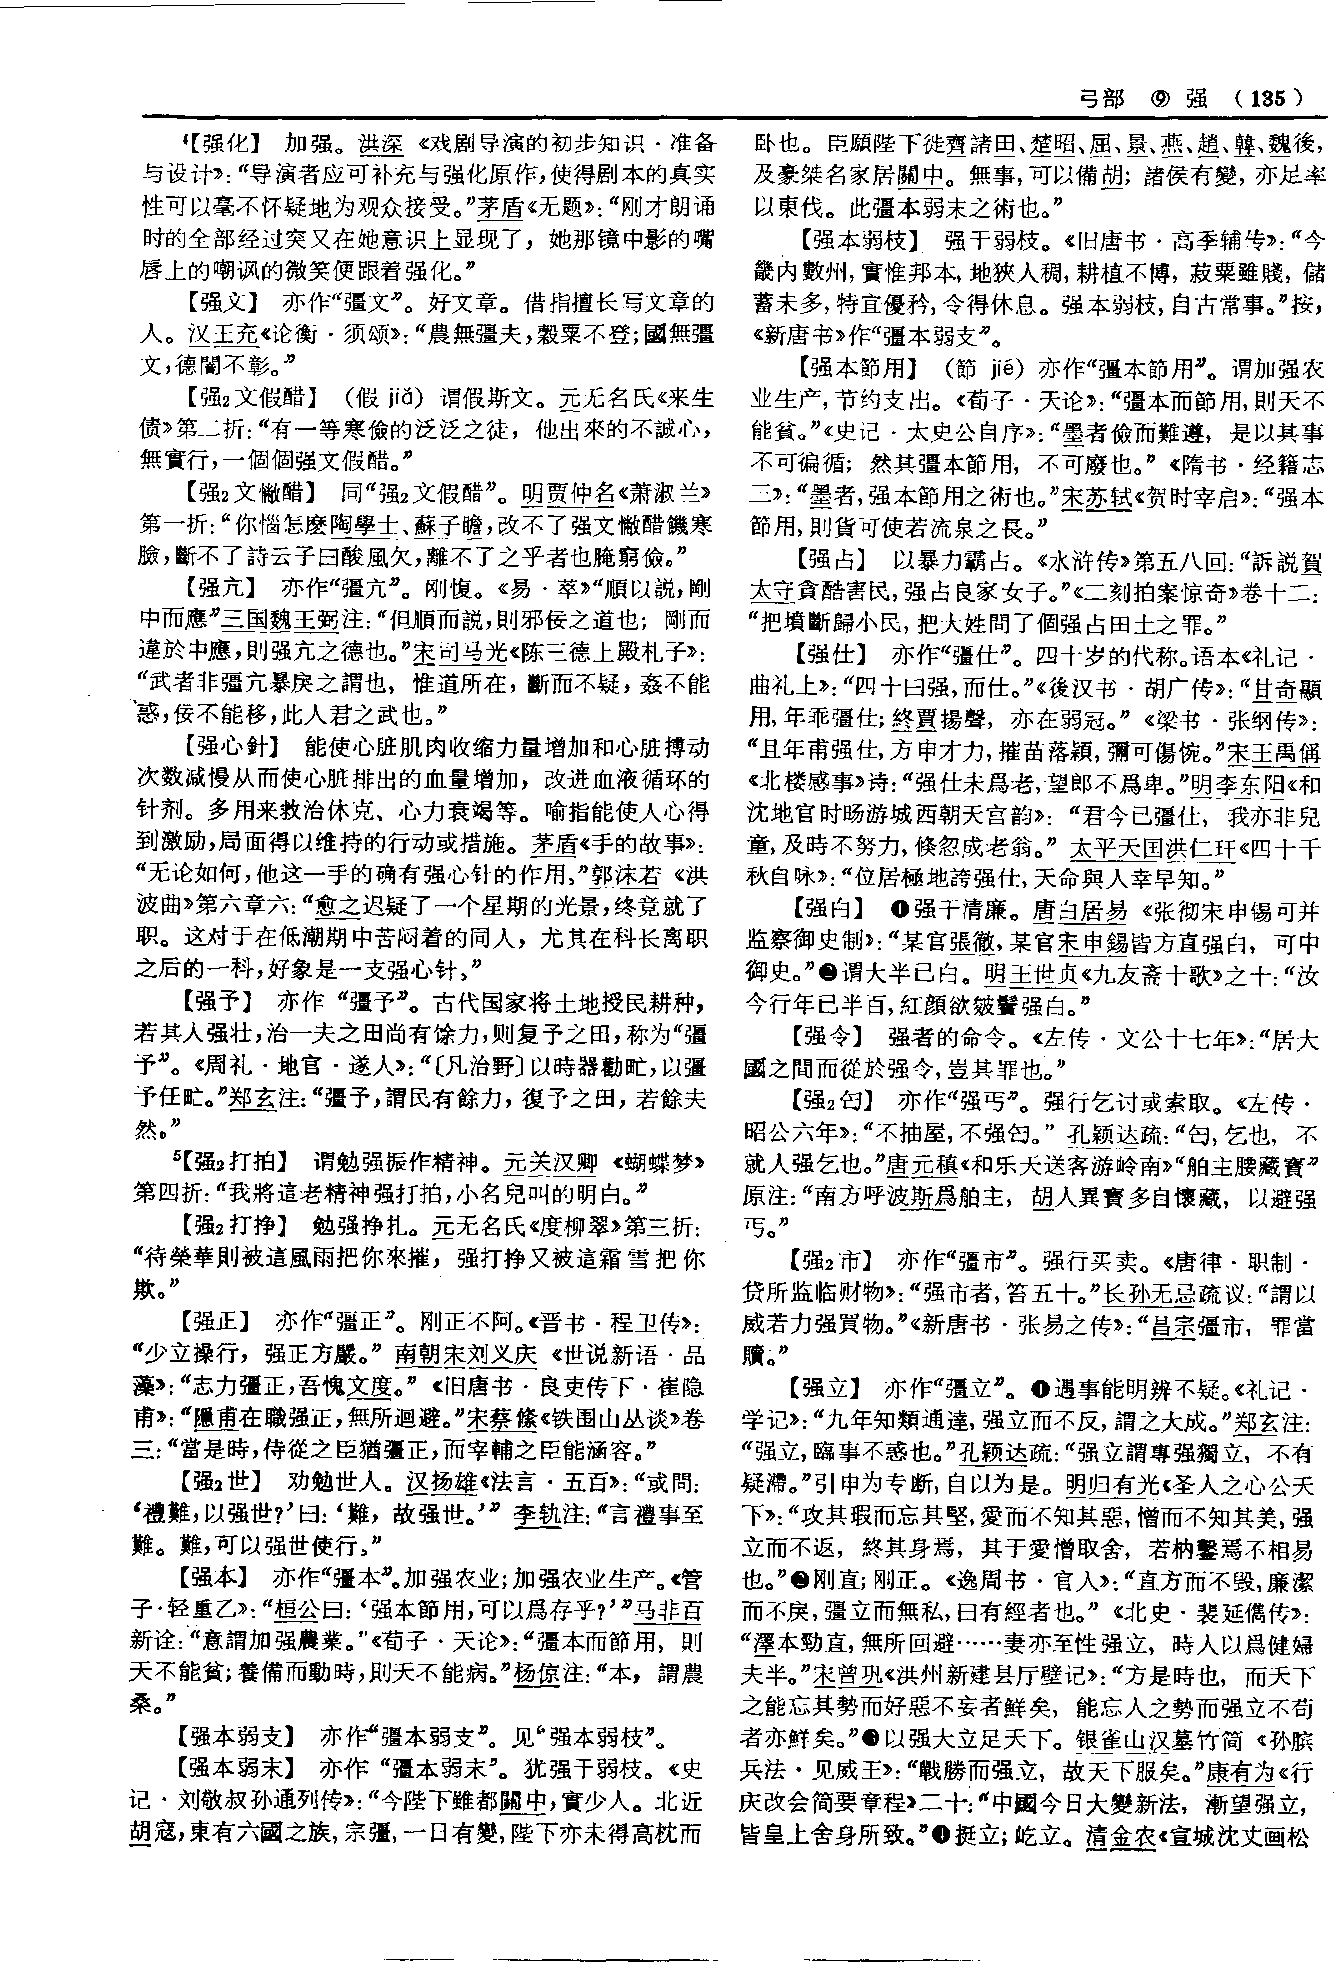 弓部 ⑨ 强 （135）
⁴【强化】 加强。洪深《戏剧导演的初步知识·准备
与设计》：“导演者应可补充与强化原作，使得剧本的真实
性可以毫不怀疑地为观众接受。”茅盾《无题》：“刚才朗诵
时的全部经过突又在她意识上显现了，她那镜中影的嘴
唇上的嘲讽的微笑便跟着强化。”
【强文】 亦作“彊文”。好文章。借指擅长写文章的
人。汉王充《论衡·须颂》：“農無彊夫，穀粟不登；國無彊
文，德闇不彰。”
【强₂文假醋】 （假 jiǎ）谓假斯文。元无名氏《来生
债》第二折：“有一等寒儉的泛泛之徒，他出來的不誠心，
無實行，一個個强文假醋。”
【强₂文憿醋】 同“强₂文假醋”。明贾仲名《萧淑兰》
第一折：“你惱怎麽陶學士、蘇子瞻，改不了强文憿醋饑寒
臉，斷不了詩云子曰酸風欠，離不了之乎者也腌窮儉。”
【强亢】 亦作“彊亢”。刚愎。《易·萃》“順以説，剛
中而應”三国魏王弼注：“但順而説，則邪佞之道也；剛而
違於中應，則强亢之德也。”宋司马光《陈三德上殿札子》：
“武者非彊亢暴戾之謂也，惟道所在，斷而不疑，姦不能
惑，佞不能移，此人君之武也。”
【强心針】 能使心脏肌肉收缩力量增加和心脏搏动
次数减慢从而使心脏排出的血量增加，改进血液循环的
针剂。多用来救治休克、心力衰竭等。喻指能使人心得
到激励，局面得以维持的行动或措施。茅盾《手的故事》：
“无论如何，他这一手的确有强心针的作用。”郭沫若《洪
波曲》第六章六：“愈之迟疑了一个星期的光景，终竟就了
职。这对于在低潮期中苦闷着的同人，尤其在科长离职
之后的一科，好象是一支强心针。”
【强予】 亦作“彊予”。古代国家将土地授民耕种，
若其人强壮，治一夫之田尚有馀力，则复予之田，称为“彊
予”。《周礼·地官·遂人》：“〔凡治野〕以時器勸甿，以彊
予任甿。”郑玄注：“彊予，謂民有餘力，復予之田，若餘夫
然。”
⁵【强₂打拍】 谓勉强振作精神。元关汉卿《蝴蝶梦》
第四折：“我將這老精神强打拍，小名兒叫的明白。”
【强₂打挣】 勉强挣扎。元无名氏《度柳翠》第三折：
“待榮華則被這風雨把你來摧，强打挣又被這霜雪把你
欺。”
【强正】 亦作“彊正”。刚正不阿。《晋书·程卫传》：
“少立操行，强正方嚴。”南朝宋刘义庆《世说新语·品
藻》：“志力彊正，吾愧文度。”《旧唐书·良吏传下·崔隐
甫》：“隱甫在職强正，無所迴避。”宋蔡絛《铁围山丛谈》卷
三：“當是時，侍從之臣猶彊正，而宰輔之臣能涵容。”
【强₂世】 劝勉世人。汉扬雄《法言·五百》：“或問：
‘禮難，以强世？’曰：‘難，故强世。’”李轨注：“言禮事至
難。難，可以强世使行。”
【强本】 亦作“彊本”。加强农业；加强农业生产。《管
子·轻重乙》：“桓公曰：‘强本節用，可以爲存乎？’”马非百
新诠：“意謂加强農業。”《荀子·天论》：“彊本而節用，則
天不能貧；養備而動時，則天不能病。”杨倞注：“本，謂農
桑。”
【强本弱支】 亦作“彊本弱支”。见“强本弱枝”。
【强本弱末】 亦作“彊本弱末”。犹强干弱枝。《史
记·刘敬叔孙通列传》：“今陛下雖都關中，實少人。北近
胡寇，東有六國之族，宗彊，一日有變，陛下亦未得高枕而
卧也。臣願陛下徙齊諸田、楚昭、屈、景、燕、趙、韓、魏後，
及豪桀名家居關中。無事，可以備胡；諸侯有變，亦足率
以東伐。此彊本弱末之術也。”
【强本弱枝】 强干弱枝。《旧唐书·高季辅传》：“今
畿内數州，實惟邦本，地狹人稠，耕植不博，菽粟雖賤，儲
蓄未多，特宜優矜，令得休息。强本弱枝，自古常事。”按，
《新唐书》作“彊本弱支”。
【强本節用】 （節 jié）亦作“彊本節用”。谓加强农
业生产，节约支出。《荀子·天论》：“彊本而節用，則天不
能貧。”《史记·太史公自序》：“墨者儉而難遵，是以其事
不可徧循；然其彊本節用，不可廢也。”《隋书·经籍志
三》：“墨者，强本節用之術也。”宋苏轼《贺时宰启》：“强本
節用，則貨可使若流泉之長。”
【强占】 以暴力霸占。《水浒传》第五八回：“訴説賀
太守貪酷害民，强占良家女子。”《二刻拍案惊奇》卷十二：
“把墳斷歸小民，把大姓問了個强占田土之罪。”
【强仕】 亦作“彊仕”。四十岁的代称。语本《礼记·
曲礼上》：“四十曰强，而仕。”《後汉书·胡广传》：“甘奇顯
用，年乖彊仕；終賈揚聲，亦在弱冠。”《梁书·张纲传》：
“且年甫强仕，方申才力，摧苗落穎，彌可傷惋。”宋王禹偁
《北楼感事》诗：“强仕未爲老，望郎不爲卑。”明李东阳《和
沈地官时旸游城西朝天宫韵》：“君今已彊仕，我亦非兒
童，及時不努力，倏忽成老翁。”太平天囯洪仁玕《四十千
秋自咏》：“位居極地誇强仕，天命與人幸早知。”
【强白】 ❶强干清廉。唐白居易《张彻宋申锡可并
监察御史制》：“某官張徹，某官宋申錫皆方直强白，可中
御史。”❷谓大半已白。明王世贞《九友斋十歌》之十：“汝
今行年已半百，紅顔欲皴鬢强白。”
【强令】 强者的命令。《左传·文公十七年》：“居大
國之間而從於强令，豈其罪也。”
【强₂匄】 亦作“强丐”。强行乞讨或索取。《左传·
昭公六年》：“不抽屋，不强匄。”孔颖达疏：“匄，乞也，不
就人强乞也。”唐元稹《和乐天送客游岭南》“舶主腰藏寶”
原注：“南方呼波斯爲舶主，胡人異寶多自懷藏，以避强
丐。”
【强₂市】 亦作“彊市”。强行买卖。《唐律·职制·
贷所监临财物》：“强市者，笞五十。”长孙无忌疏议：“謂以
威若力强買物。”《新唐书·张易之传》：“昌宗彊市，罪當
贖。”
【强立】 亦作“彊立”。❶遇事能明辨不疑。《礼记·
学记》：“九年知類通達，强立而不反，謂之大成。”郑玄注：
“强立，臨事不惑也。”孔颖达疏：“强立謂專强獨立，不有
疑滯。”引申为专断，自以为是。明归有光《圣人之心公天
下》：“攻其瑕而忘其堅，愛而不知其惡，憎而不知其美，强
立而不返，終其身焉，其于愛憎取舍，若枘鑿焉不相易
也。”❷刚直；刚正。《逸周书·官人》：“直方而不毁，廉潔
而不戾，彊立而無私，曰有經者也。”《北史·裴延儁传》：
“澤本勁直，無所回避……妻亦至性强立，時人以爲健婦
夫半。”宋曾巩《洪州新建县厅壁记》：“方是時也，而天下
之能忘其勢而好惡不妄者鮮矣，能忘人之勢而强立不苟
者亦鮮矣。”❸以强大立足天下。银雀山汉墓竹简《孙膑
兵法·见威王》：“戰勝而强立，故天下服矣。”康有为《行
庆改会简要章程》二十：“中國今日大變新法，漸望强立，
皆皇上舍身所致。”❹挺立；屹立。清金农《宣城沈丈画松